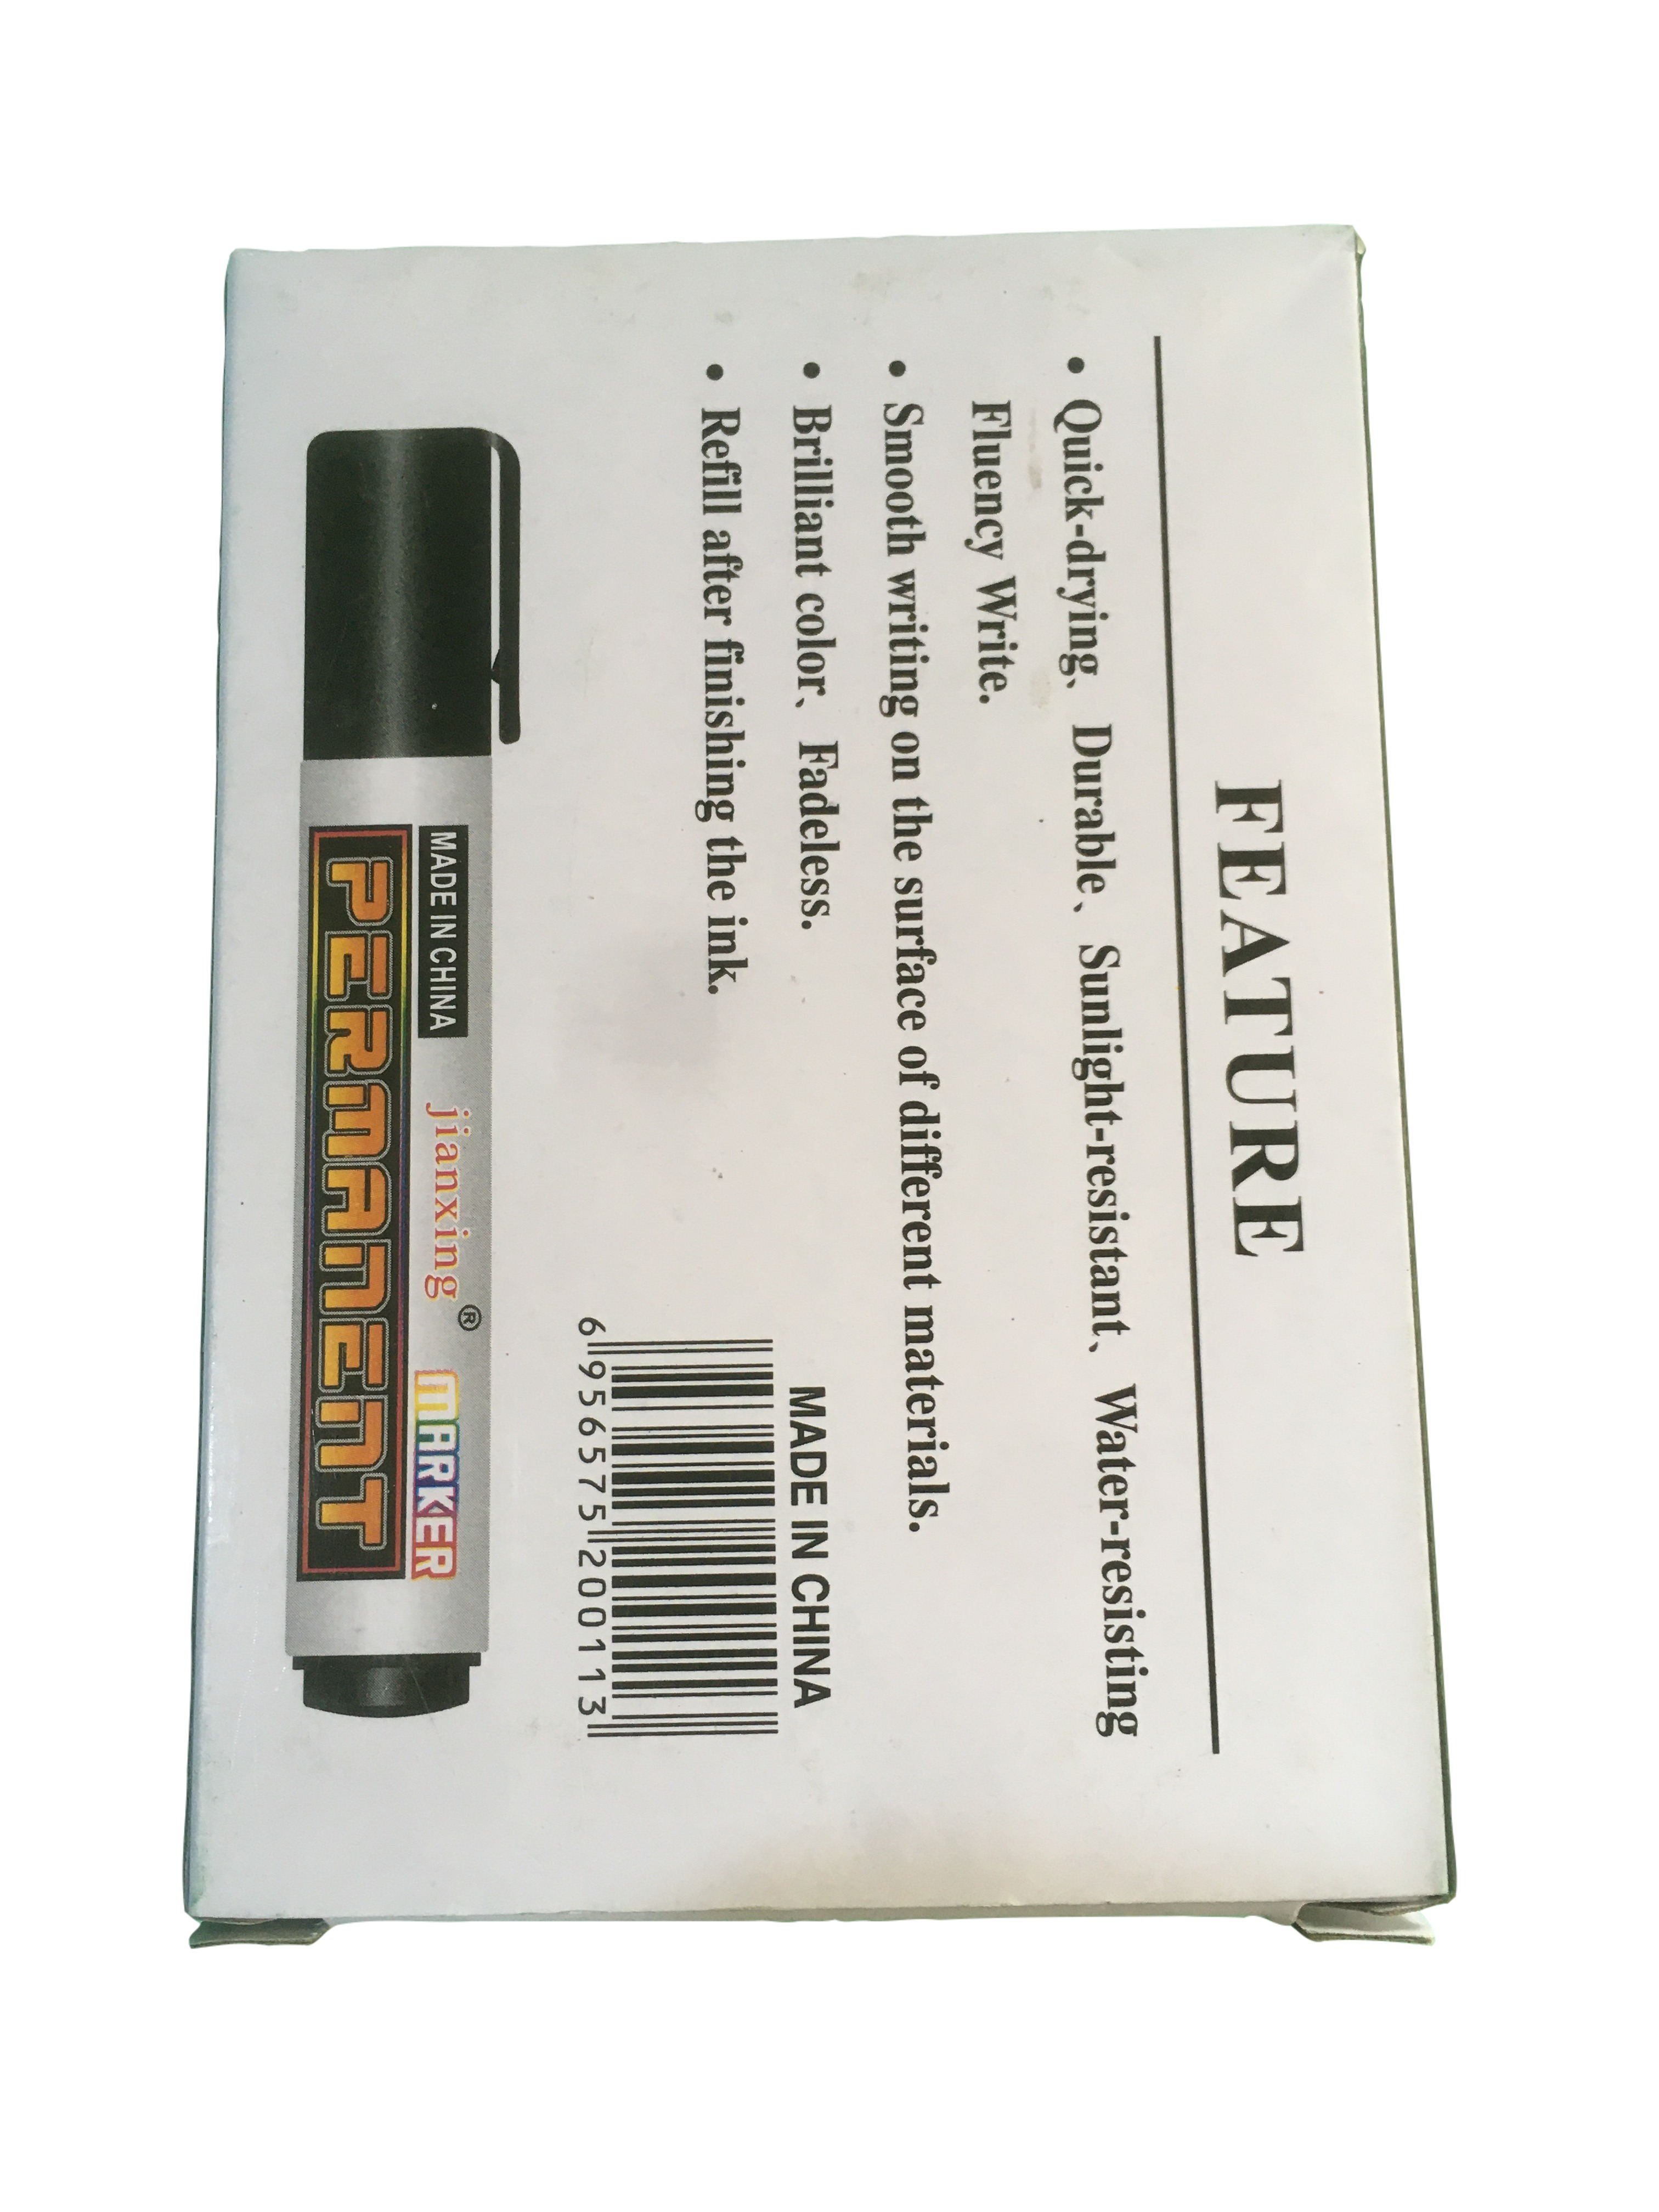 FEATURE
• Quick-drying、Durable、Sunlight-resistant、Water-resisting
Fluency Write.
• Smooth writing on the surface of different materials.
• Brilliant color、Fadeless.
• Refill after finishing the ink.
MADE IN CHINA
6 956575 200113
MADE IN CHINA jianxing® MARKER
PERMANENT